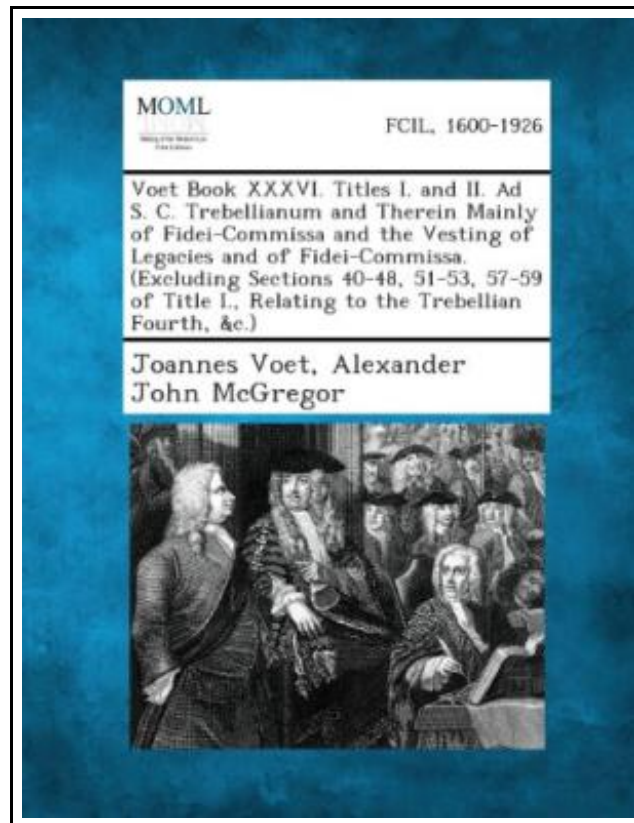 MOML
FCIL, 1600-1926
Voet Book XXXVI. Titles I. and II. Ad
S. C. Trebellianum and Therein Mainly
of Fidei-Commissa and the Vesting of
Legacies and of Fidei-Commissa.
(Excluding Sections 40-48, 51-53, 57-59
of Title I., Relating to the Trebellian
Fourth, &c.)
Joannes Voet, Alexander
John McGregor